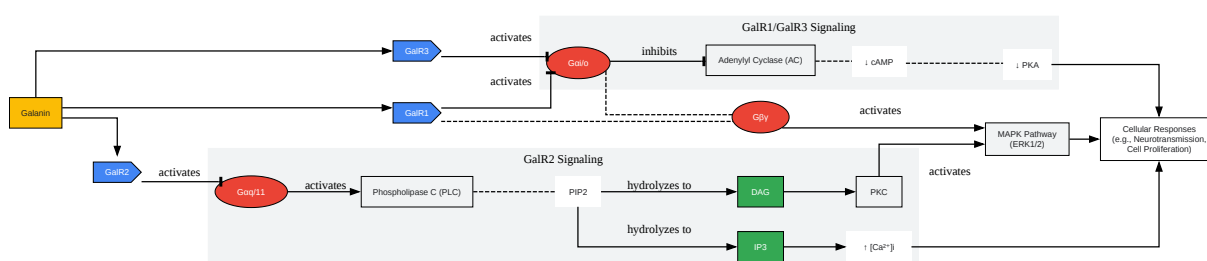 GalR1/GalR3 Signaling
activates
GalR3
Gαi/o
inhibits
Adenylyl Cyclase (AC)
↓ cAMP
↓ PKA
activates
Galanin
GalR1
Gβγ
activates
MAPK Pathway
(ERK1/2)
Cellular Responses
(e.g., Neurotransmission,
Cell Proliferation)
GalR2 Signaling
GalR2
activates
Gαq/11
activates
Phospholipase C (PLC)
PIP2
hydrolyzes to
DAG
PKC
activates
hydrolyzes to
IP3
↑ [Ca²⁺]i